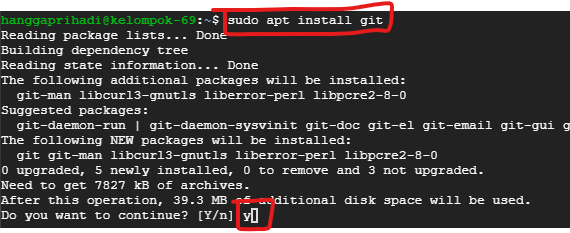 hanggaprihadi@kelompok-69:~$ sudo apt install git
Reading package lists... Done
Building dependency tree
Reading state information... Done
The following additional packages will be installed:
  git-man libcurl3-gnutls liberror-perl libpcre2-8-0
Suggested packages:
  git-daemon-run | git-daemon-sysvinit git-doc git-el git-email git-gui g
The following NEW packages will be installed:
  git git-man libcurl3-gnutls liberror-perl libpcre2-8-0
0 upgraded, 5 newly installed, 0 to remove and 3 not upgraded.
Need to get 7827 kB of archives.
After this operation, 39.3 MB of additional disk space will be used.
Do you want to continue? [Y/n] y